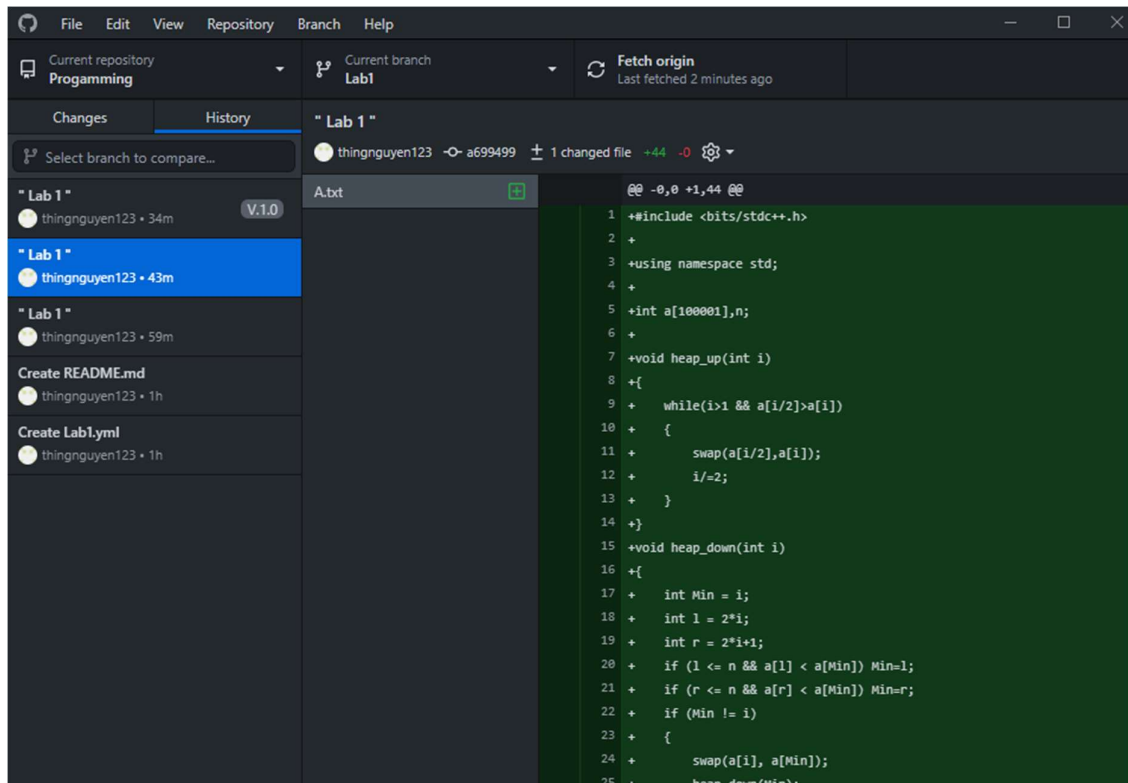 File Edit View Repository Branch Help
Current repository
Progamming
Current branch
Lab1
Fetch origin
Last fetched 2 minutes ago
Changes History
Select branch to compare...
" Lab 1 "
thingnguyen123 • 34m
V.1.0
" Lab 1 "
thingnguyen123 • 43m
" Lab 1 "
thingnguyen123 • 59m
Create README.md
thingnguyen123 • 1h
Create Lab1.yml
thingnguyen123 • 1h
" Lab 1 "
thingnguyen123 a699499 1 changed file +44 -0
A.txt
@@ -0,0 +1,44 @@
1 +#include <bits/stdc++.h>
2 +
3 +using namespace std;
4 +
5 +int a[100001],n;
6 +
7 +void heap_up(int i)
8 +{
9 +    while(i>1 && a[i/2]>a[i])
10 +    {
11 +        swap(a[i/2],a[i]);
12 +        i/=2;
13 +    }
14 +}
15 +void heap_down(int i)
16 +{
17 +    int Min = i;
18 +    int l = 2*i;
19 +    int r = 2*i+1;
20 +    if (l <= n && a[l] < a[Min]) Min=l;
21 +    if (r <= n && a[r] < a[Min]) Min=r;
22 +    if (Min != i)
23 +    {
24 +        swap(a[i], a[Min]);
25 +        heap_down(Min);